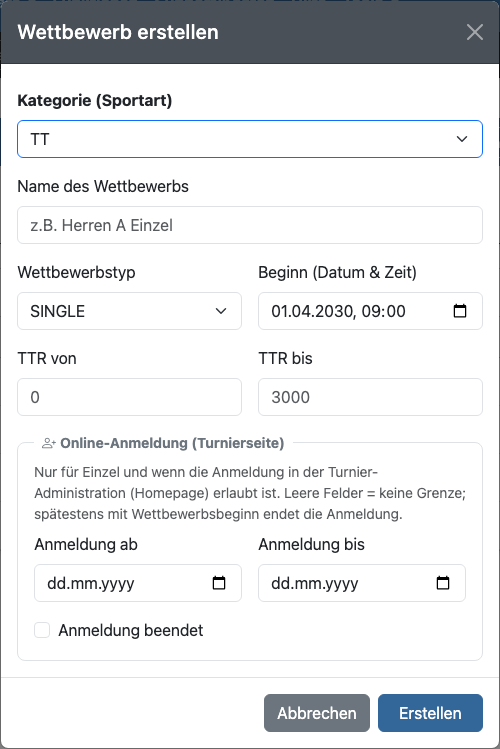 Wettbewerb erstellen
Kategorie (Sportart)
TT
Name des Wettbewerbs
z.B. Herren A Einzel
Wettbewerbstyp
Beginn (Datum & Zeit)
SINGLE
01.04.2030, 09:00
TTR von
TTR bis
0
3000
Online-Anmeldung (Turnierseite)
Nur für Einzel und wenn die Anmeldung in der Turnier-
Administration (Homepage) erlaubt ist. Leere Felder = keine Grenze;
spätestens mit Wettbewerbsbeginn endet die Anmeldung.
Anmeldung ab
Anmeldung bis
dd.mm.yyyy
dd.mm.yyyy
Anmeldung beendet
Abbrechen
Erstellen